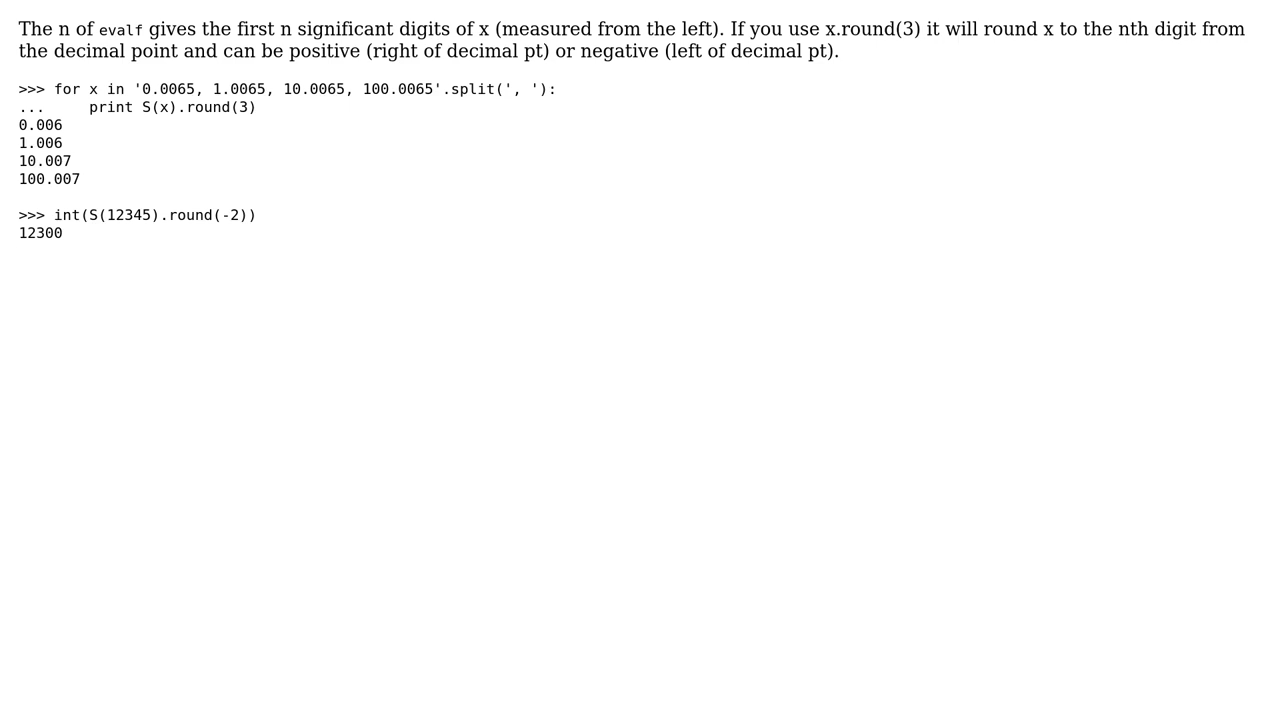 The n of evalf gives the first n significant digits of x (measured from the left). If you use x.round(3) it will round x to the nth digit from
the decimal point and can be positive (right of decimal pt) or negative (left of decimal pt).
>>> for x in '0.0065, 1.0065, 10.0065, 100.0065'.split(', '):
...     print S(x).round(3)
0.006
1.006
10.007
100.007
>>> int(S(12345).round(-2))
12300